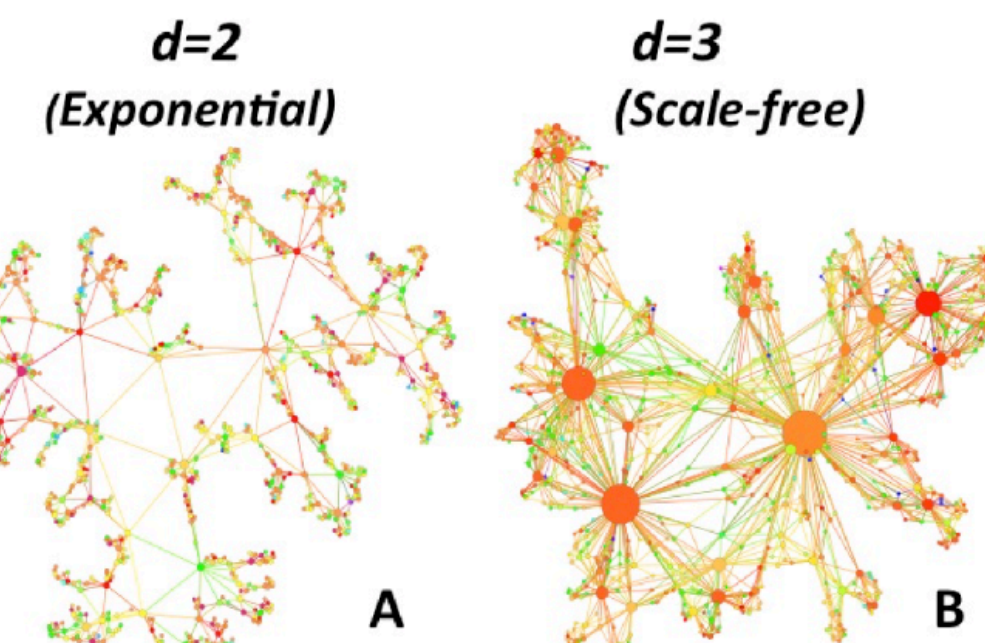 d=2
(Exponential)
d=3
(Scale-free)
A
B